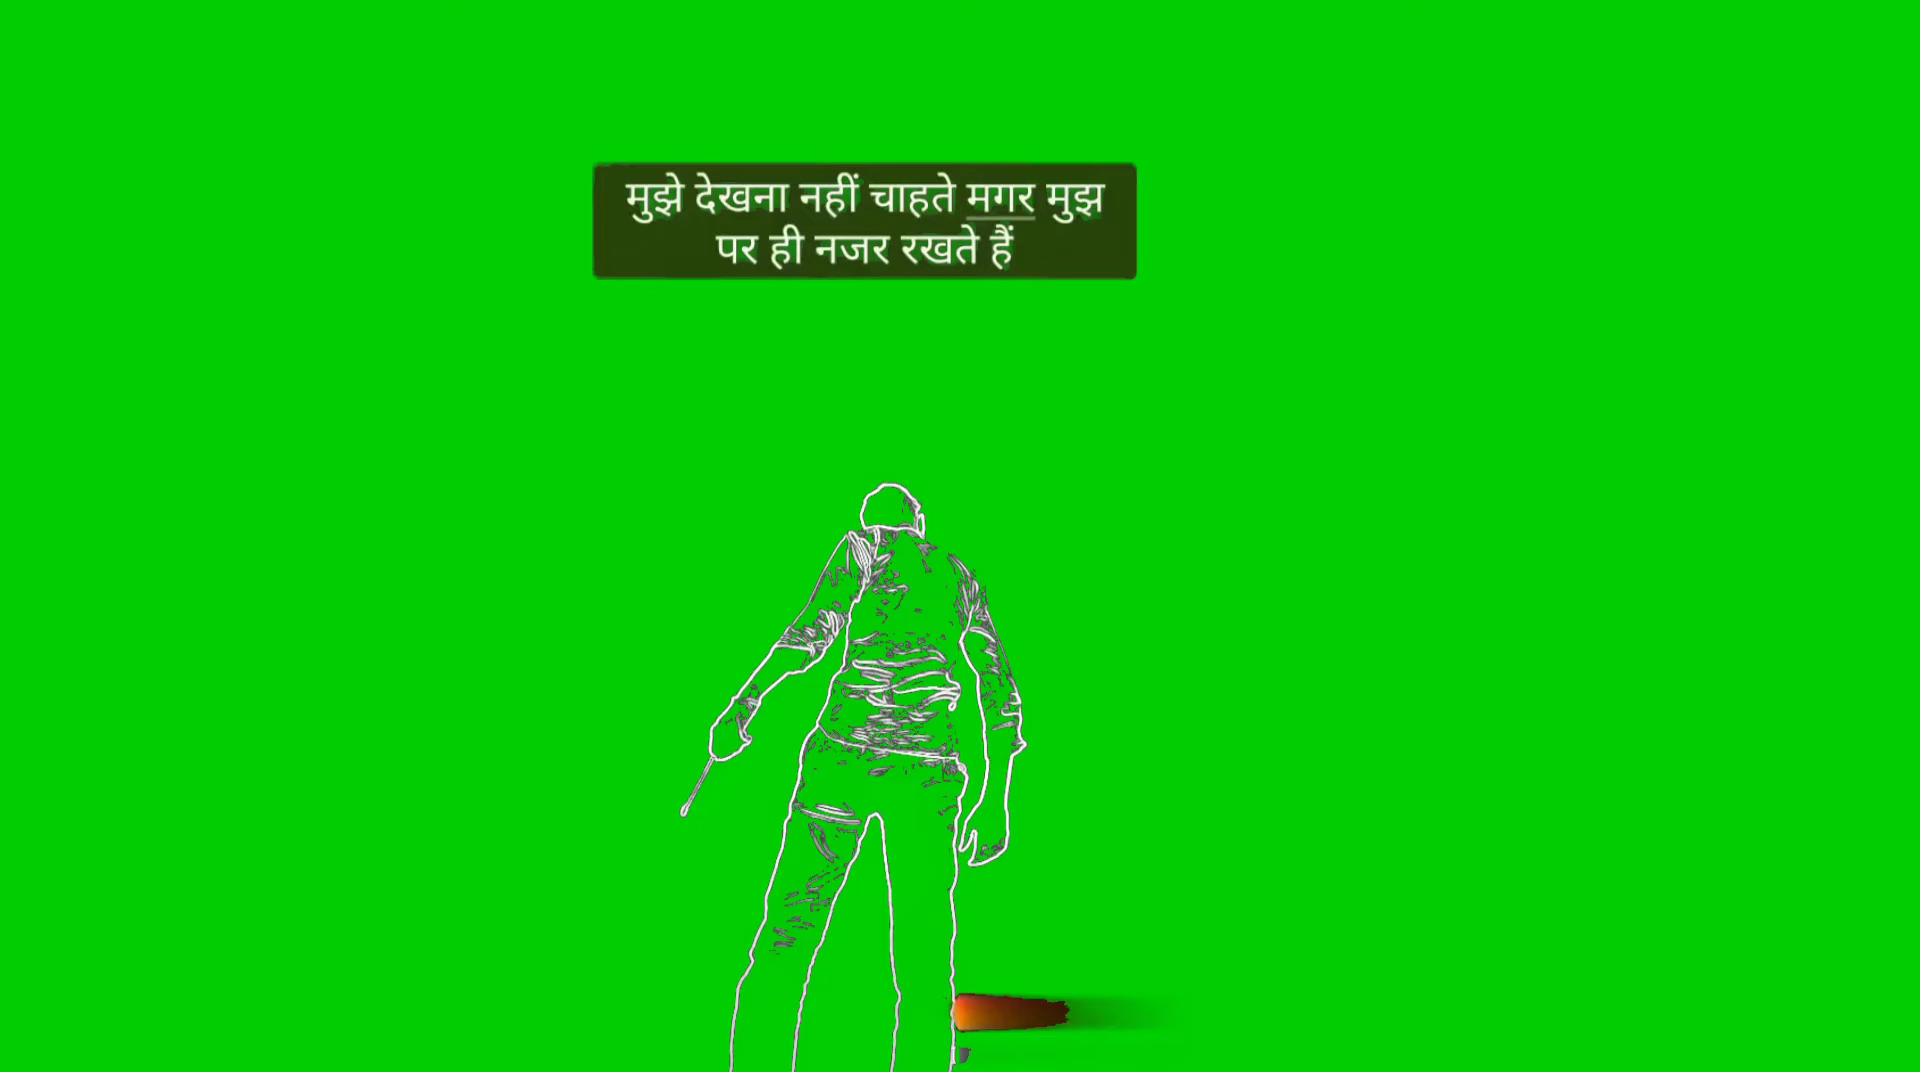 मुझे देखना नहीं चाहते मगर मुझ
पर ही नजर रखते हैं